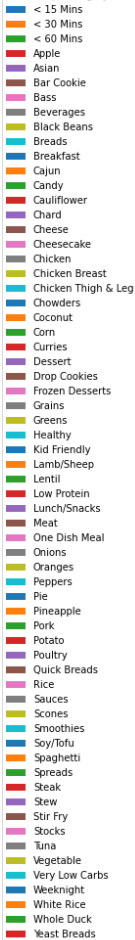 < 15 Mins
< 30 Mins
< 60 Mins
Apple
Asian
Bar Cookie
Bass
Beverages
Black Beans
Breads
Breakfast
Cajun
Candy
Cauliflower
Chard
Cheese
Cheesecake
Chicken
Chicken Breast
Chicken Thigh & Leg
Chowders
Coconut
Corn
Curries
Dessert
Drop Cookies
Frozen Desserts
Grains
Greens
Healthy
Kid Friendly
Lamb/Sheep
Lentil
Low Protein
Lunch/Snacks
Meat
One Dish Meal
Onions
Oranges
Peppers
Pie
Pineapple
Pork
Potato
Poultry
Quick Breads
Rice
Sauces
Scones
Smoothies
Soy/Tofu
Spaghetti
Spreads
Steak
Stew
Stir Fry
Stocks
Tuna
Vegetable
Very Low Carbs
Weeknight
White Rice
Whole Duck
Yeast Breads